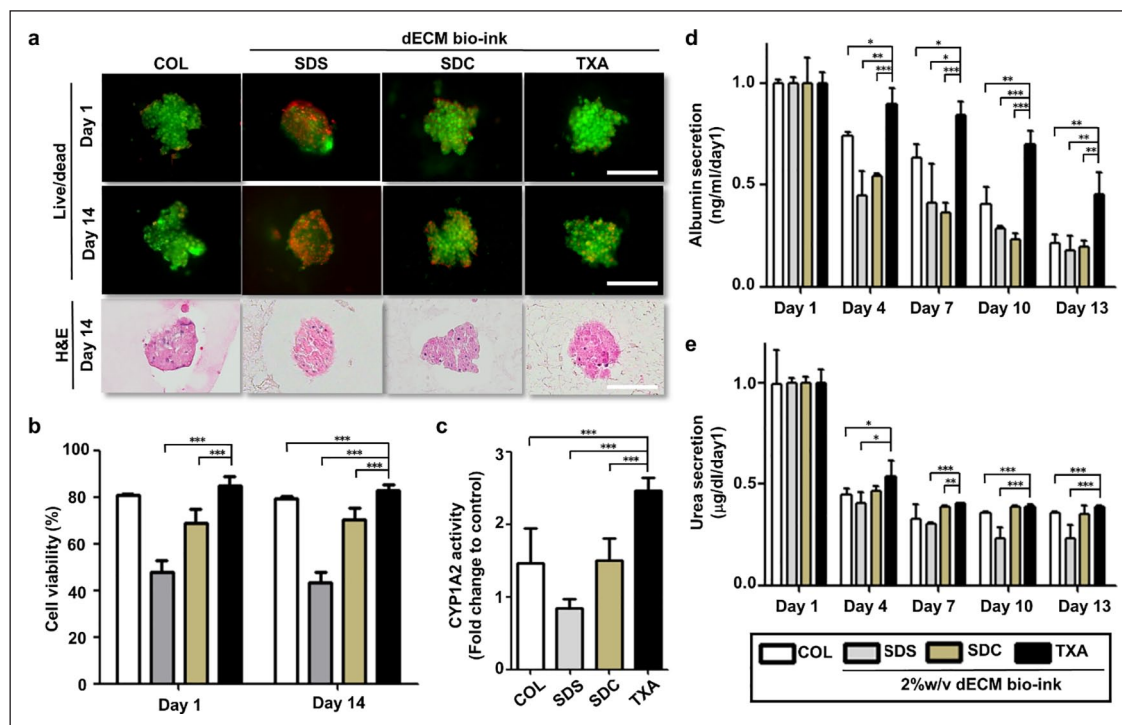 a
dECM bio-ink
COL SDS SDC TXA
Live/dead
Day 1
Day 14
H&E
Day 14
b
Cell viability (%)
100
80
60
40
20
0
*** *** *** *** ***
Day 1 Day 14
c
CYP1A2 activity
(Fold change to control)
3
2
1
0
***
***
***
COL SDS SDC TXA
d
Albumin secretion
(ng/ml/day1)
1.0
0.5
0.0
* ** ***
* * ***
** *** ***
** ** **
Day 1 Day 4 Day 7 Day 10 Day 13
e
Urea secretion
(µg/dl/day1)
1.0
0.5
0.0
* *
*** **
*** ***
*** ***
Day 1 Day 4 Day 7 Day 10 Day 13
COL SDS SDC TXA
2%w/v dECM bio-ink